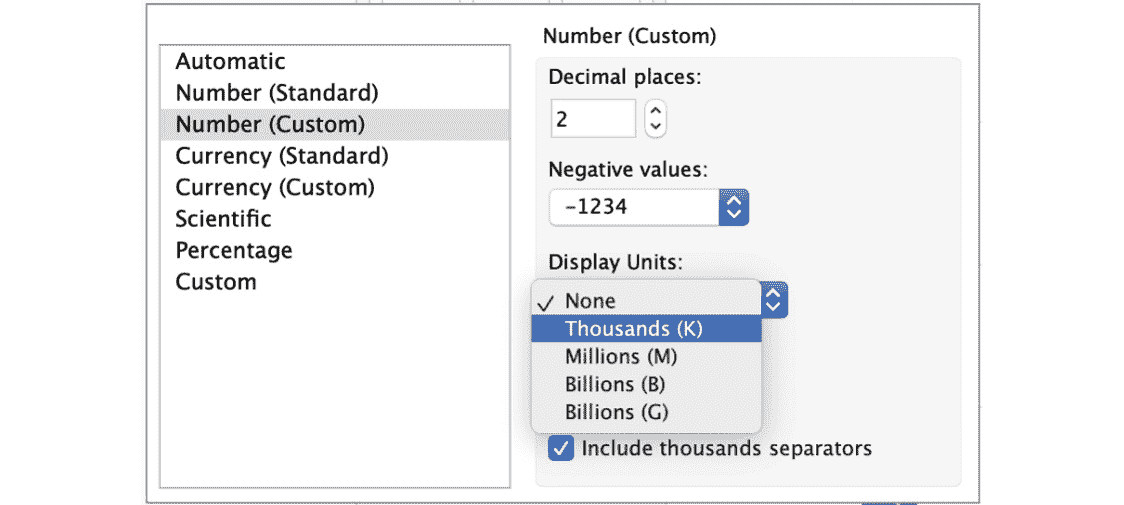 Automatic
Number (Standard)
Number (Custom)
Currency (Standard)
Currency (Custom)
Scientific
Percentage
Custom
Number (Custom)
Decimal places:
2
Negative values:
-1234
Display Units:
✓ None
Thousands (K)
Millions (M)
Billions (B)
Billions (G)
Include thousands separators